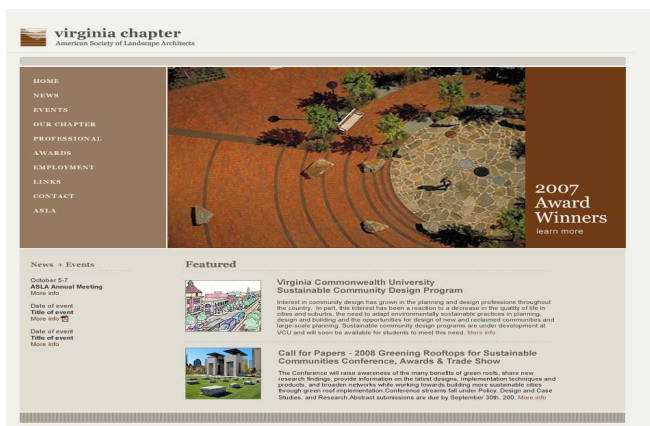 virginia chapter
American Society of Landscape Architects
HOME
NEWS
EVENTS
OUR CHAPTER
PROFESSIONAL
AWARDS
EMPLOYMENT
LINKS
CONTACT
ASLA
2007
Award
Winners
learn more
News + Events
October 5-7
ASLA Annual Meeting
More info
Date of event
Title of event
More info
Date of event
Title of event
More info
Featured
Virginia Commonwealth University
Sustainable Community Design Program
Interest in community design has grown in the planning and design professions throughout
the country. In part, this interest has been a reaction to a decrease in the quality of life in
cities and suburbs, the need to adapt environmentally sustainable practices in planning,
design and building and the opportunities for design of new and reclaimed communities and
large-scale planning. Sustainable community design programs are under development at
VCU and will soon be available for students to meet this need. More info
Call for Papers - 2008 Greening Rooftops for Sustainable
Communities Conference, Awards & Trade Show
The Conference will raise awareness of the many benefits of green roofs, share new
research findings, provide information on the latest designs, implementation techniques and
products, and broaden networks while working towards building more sustainable cities
through green roof implementation.Conference streams fall under Policy, Design and Case
Studies, and Research.Abstract submissions are due by September 30th, 200. More info